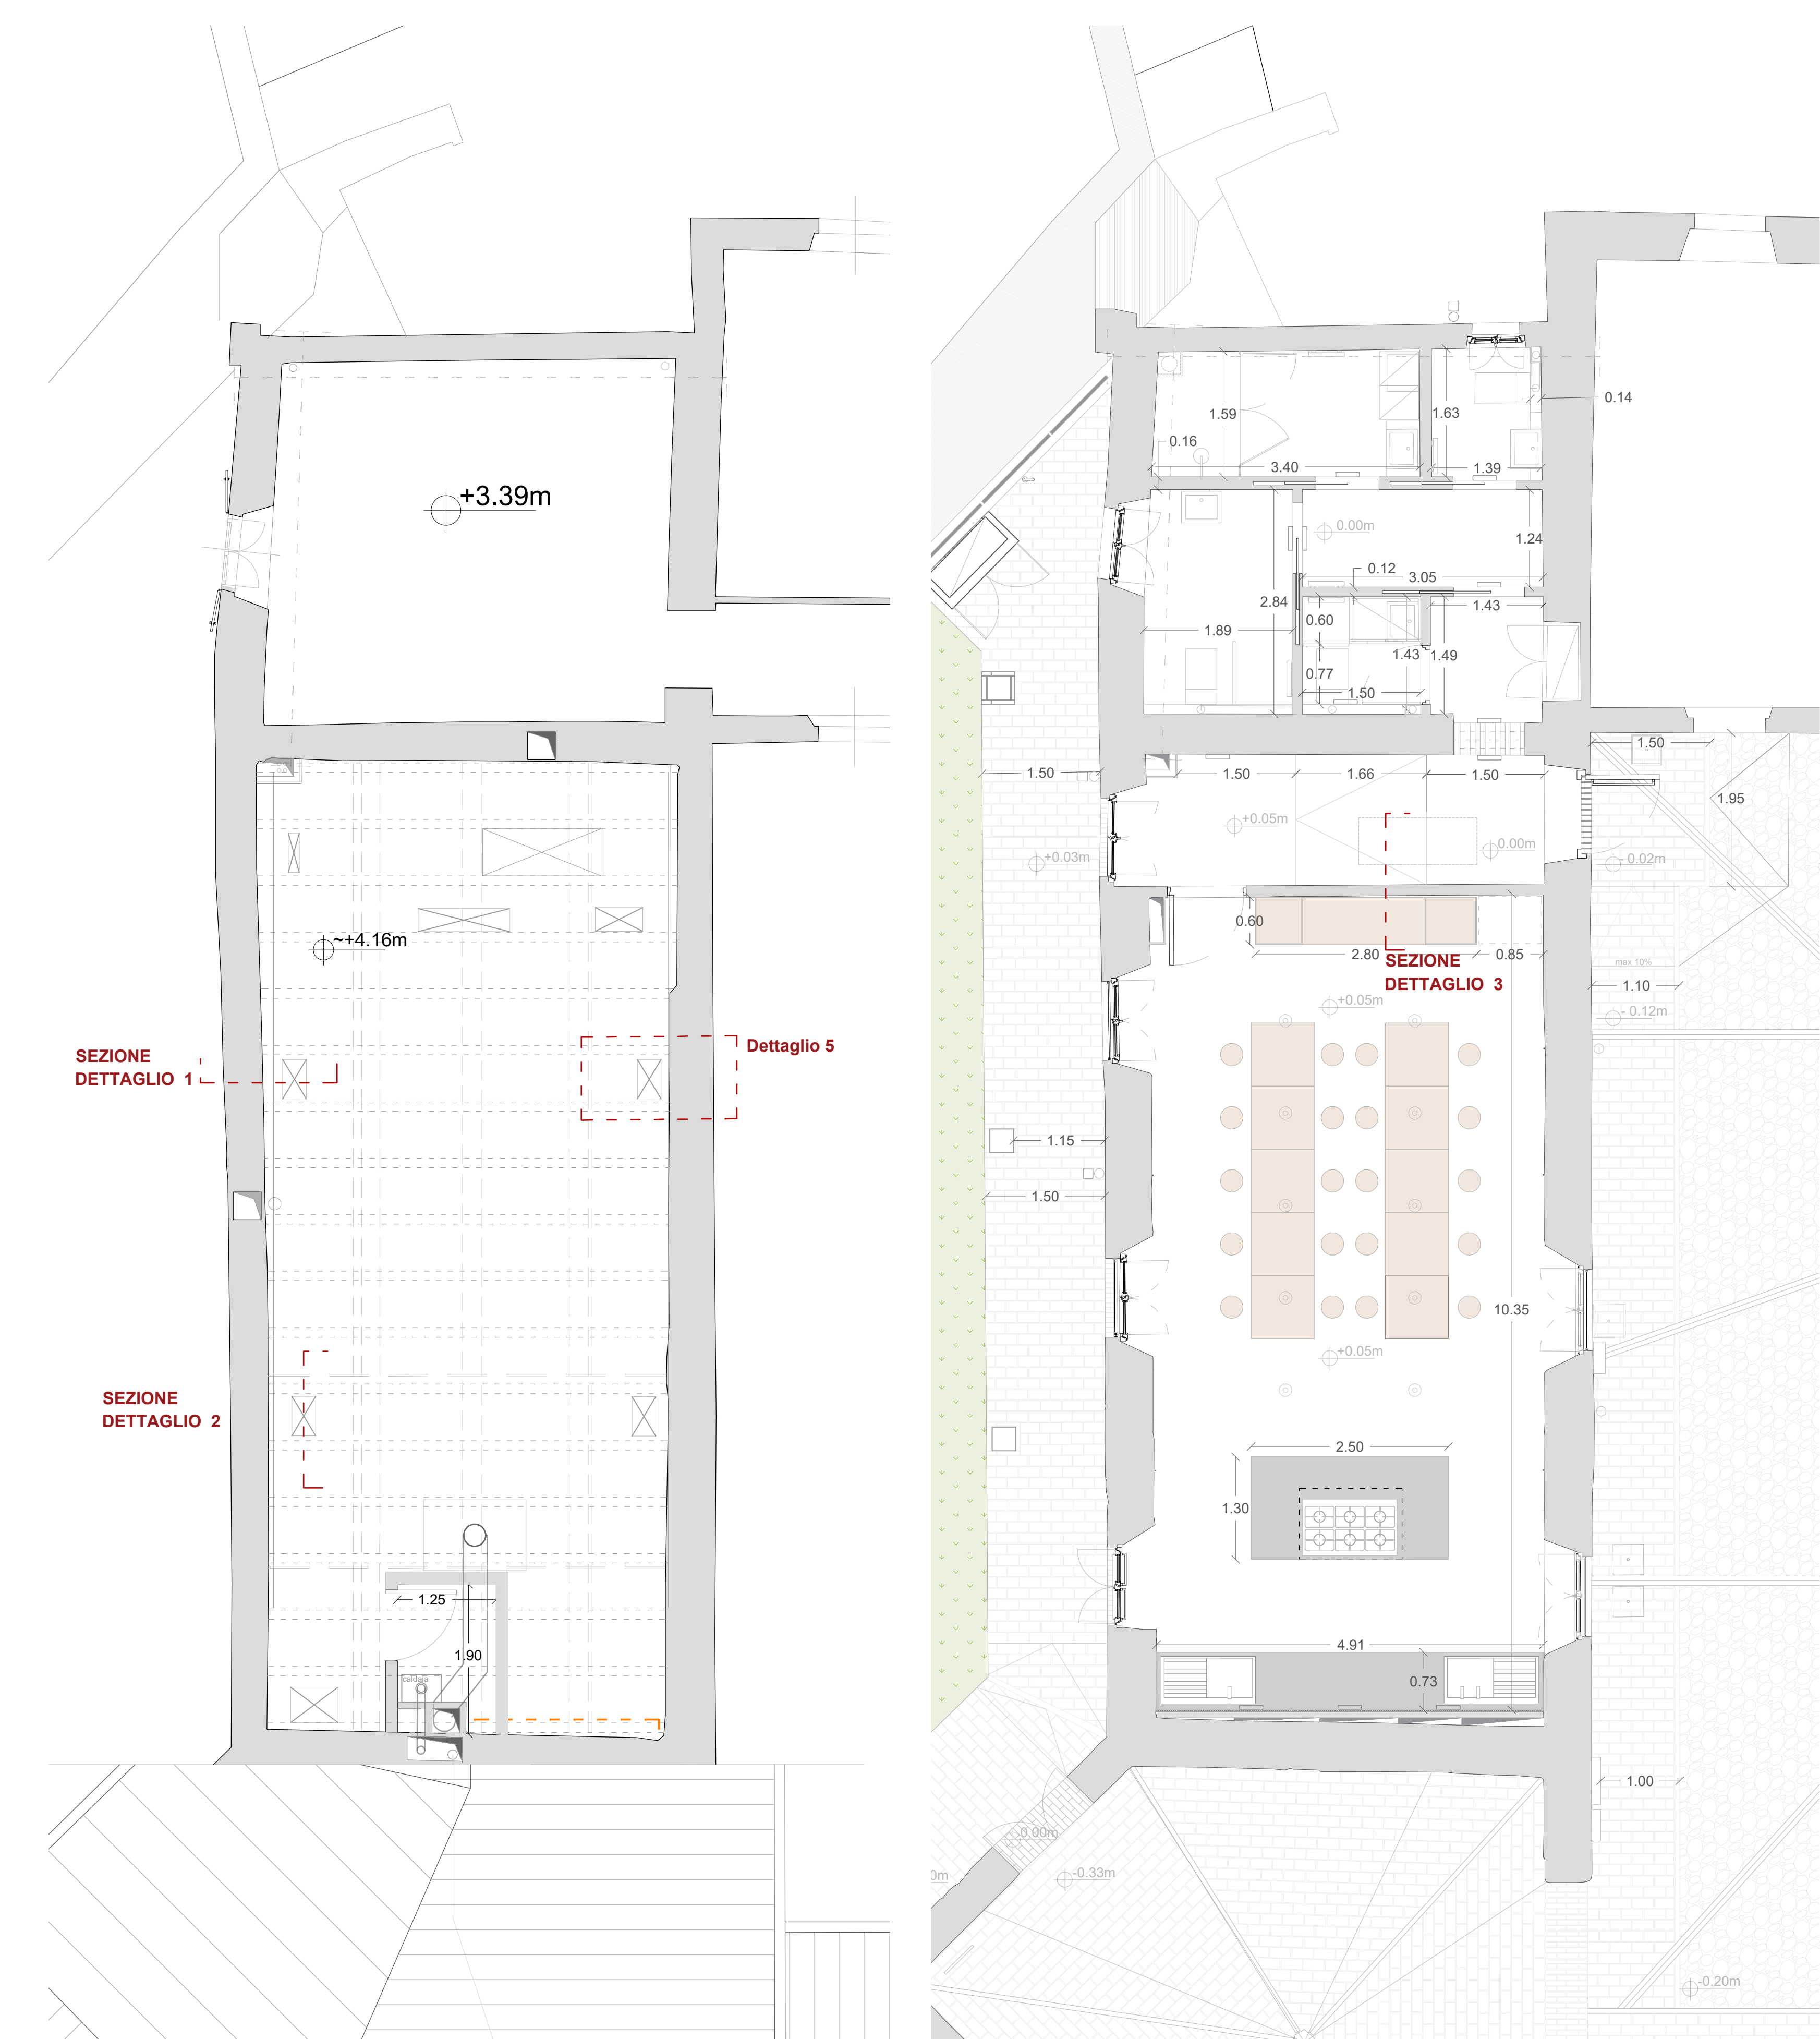 +3.39m
~+4.16m
SEZIONE
DETTAGLIO 1
Dettaglio 5
SEZIONE
DETTAGLIO 2
1.25
1.90
caldaia
0.14
1.59
1.63
0.16
3.40
1.39
0.00m
1.24
0.12
3.05
2.84
0.60
1.43
1.89
1.43
1.49
0.77
1.50
1.50
1.50
1.66
1.50
1.50
1.95
+0.05m
0.00m
+0.03m
- 0.02m
0.60
2.80
0.85
SEZIONE
DETTAGLIO 3
max 10%
1.10
+0.05m
- 0.12m
1.15
1.50
10.35
+0.05m
2.50
1.30
4.91
0.73
1.00
0.00m
0m
-0.33m
-0.20m